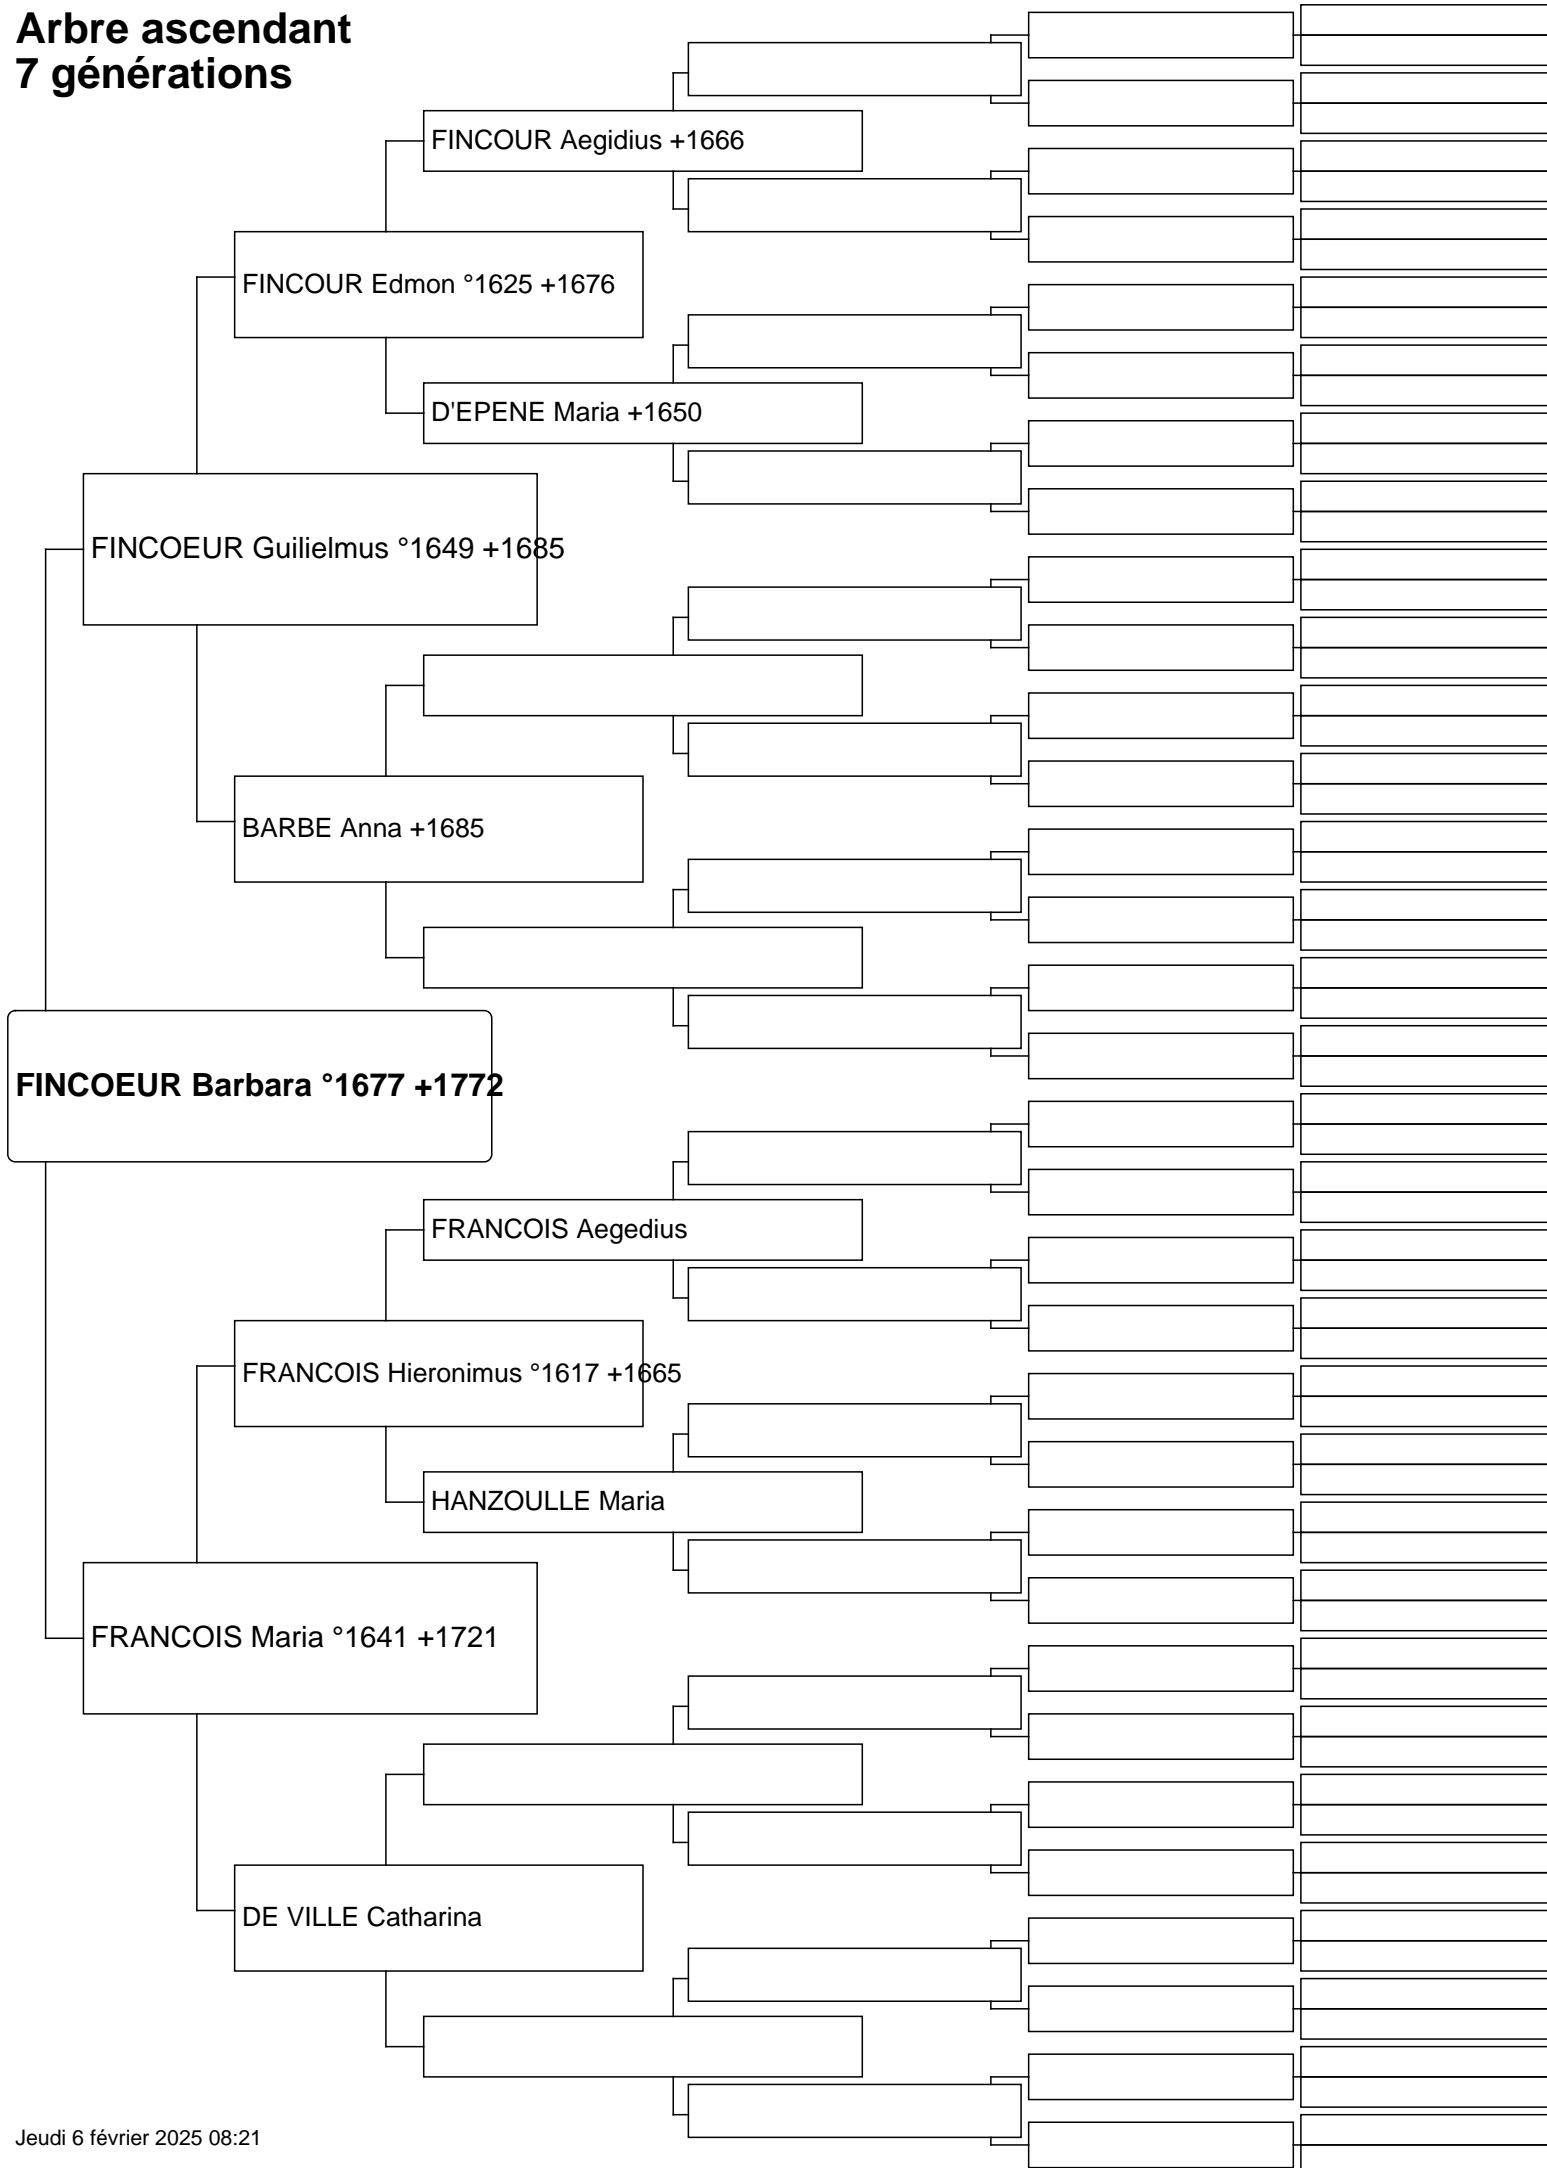 Arbre ascendant
7 générations
FINCOUR Aegidius +1666
FINCOUR Edmon °1625 +1676
D'EPENE Maria +1650
FINCOEUR Guilielmus °1649 +1685
BARBE Anna +1685
FINCOEUR Barbara °1677 +1772
FRANCOIS Aegedius
FRANCOIS Hieronimus °1617 +1665
HANZOULLE Maria
FRANCOIS Maria °1641 +1721
DE VILLE Catharina
Jeudi 6 février 2025 08:21